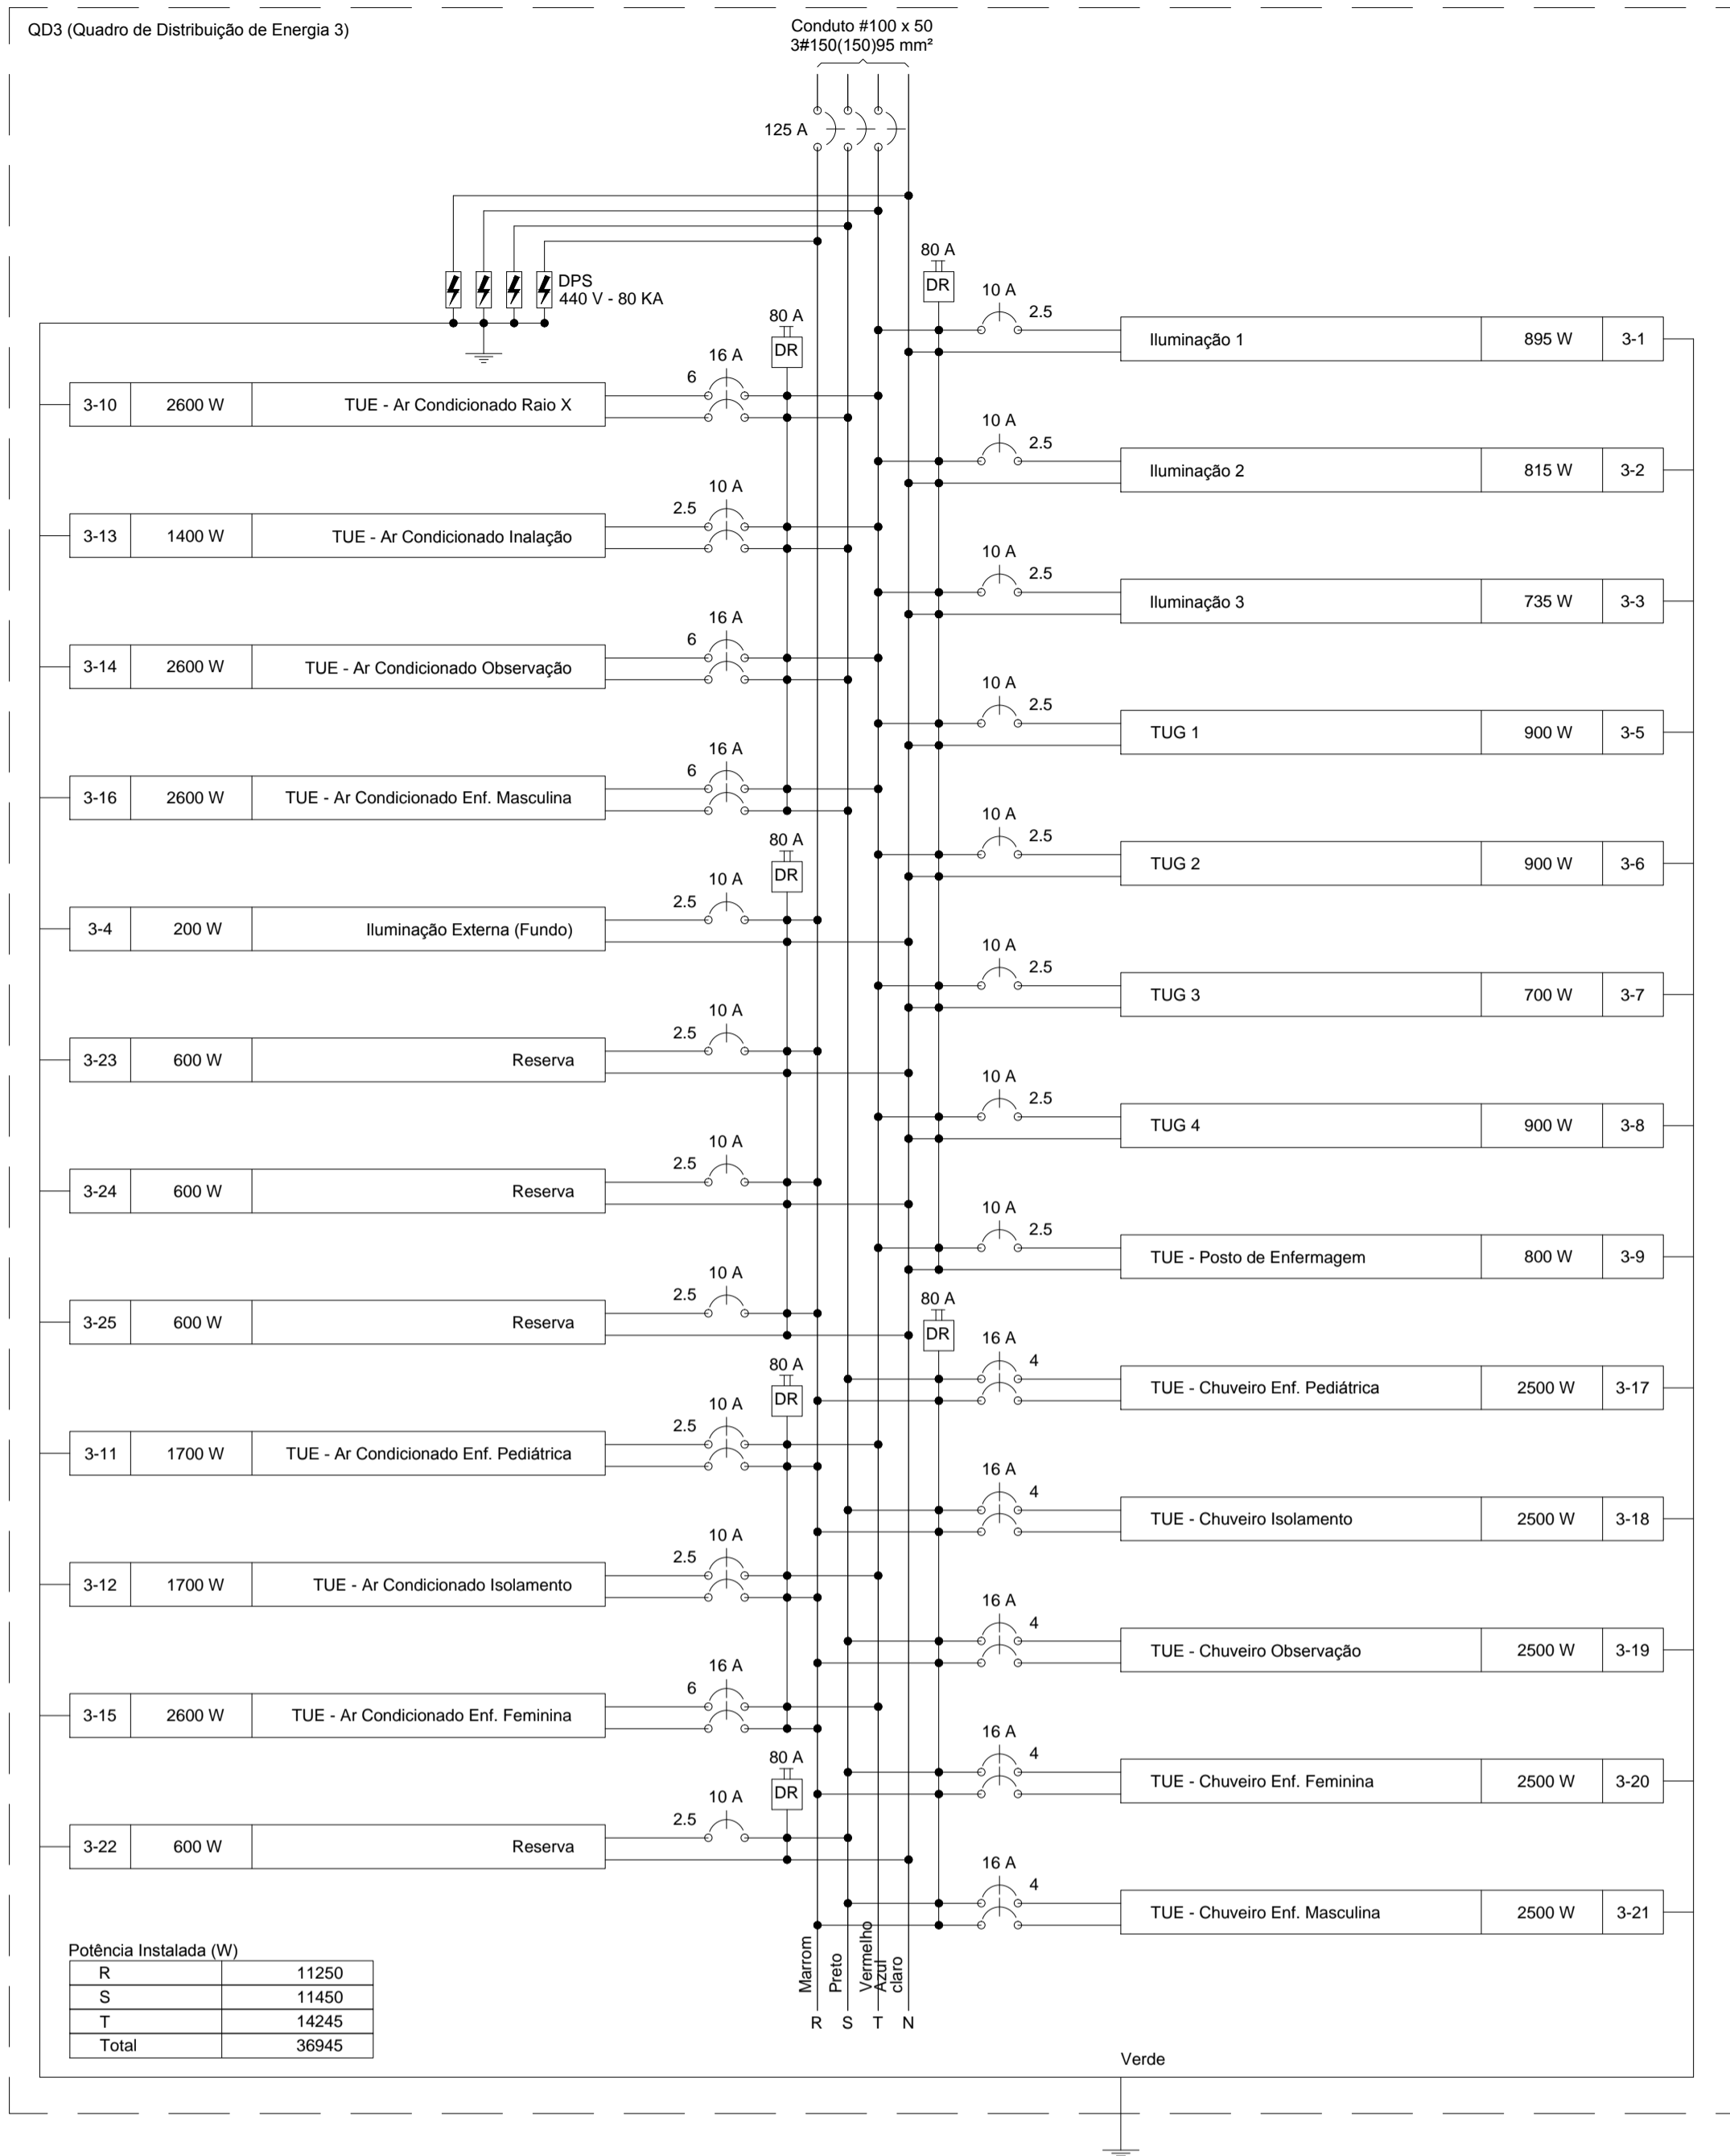 QD3 (Quadro de Distribuição de Energia 3)
Conduto #100 x 50
3#150(150)95 mm²
125 A
DPS
440 V - 80 KA
80 A
DR
16 A
6
3-10 2600 W TUE - Ar Condicionado Raio X
10 A
2.5
3-13 1400 W TUE - Ar Condicionado Inalação
16 A
6
3-14 2600 W TUE - Ar Condicionado Observação
16 A
6
3-16 2600 W TUE - Ar Condicionado Enf. Masculina
80 A
DR
10 A
2.5
3-4 200 W Iluminação Externa (Fundo)
10 A
2.5
3-23 600 W Reserva
10 A
2.5
3-24 600 W Reserva
10 A
2.5
3-25 600 W Reserva
80 A
DR
10 A
2.5
3-11 1700 W TUE - Ar Condicionado Enf. Pediátrica
10 A
2.5
3-12 1700 W TUE - Ar Condicionado Isolamento
16 A
6
3-15 2600 W TUE - Ar Condicionado Enf. Feminina
80 A
DR
10 A
2.5
3-22 600 W Reserva
80 A
DR
10 A
2.5
Iluminação 1 895 W 3-1
10 A
2.5
Iluminação 2 815 W 3-2
10 A
2.5
Iluminação 3 735 W 3-3
10 A
2.5
TUG 1 900 W 3-5
10 A
2.5
TUG 2 900 W 3-6
10 A
2.5
TUG 3 700 W 3-7
10 A
2.5
TUG 4 900 W 3-8
10 A
2.5
TUE - Posto de Enfermagem 800 W 3-9
80 A
DR
16 A
4
TUE - Chuveiro Enf. Pediátrica 2500 W 3-17
16 A
4
TUE - Chuveiro Isolamento 2500 W 3-18
16 A
4
TUE - Chuveiro Observação 2500 W 3-19
16 A
4
TUE - Chuveiro Enf. Feminina 2500 W 3-20
16 A
4
TUE - Chuveiro Enf. Masculina 2500 W 3-21
Potência Instalada (W)
R 11250
S 11450
T 14245
Total 36945
Marrom
Preto
Vermelho
Azul
claro
R S T N
Verde